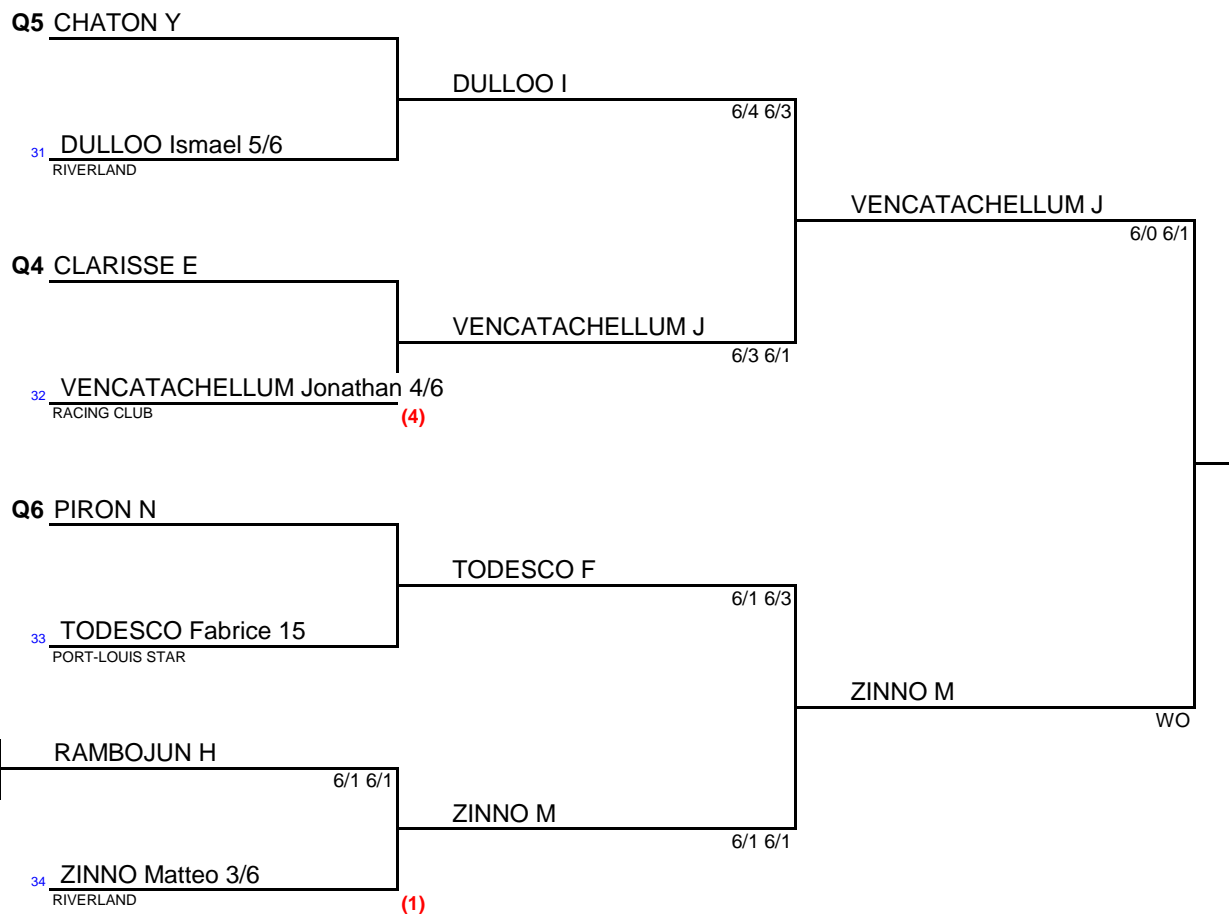 Q5 CHATON Y
DULLOO I
6/4 6/3
31 DULLOO Ismael 5/6
RIVERLAND
VENCATACHELLUM J
6/0 6/1
Q4 CLARISSE E
VENCATACHELLUM J
6/3 6/1
32 VENCATACHELLUM Jonathan 4/6
RACING CLUB
(4)
Q6 PIRON N
TODESCO F
6/1 6/3
33 TODESCO Fabrice 15
PORT-LOUIS STAR
ZINNO M
WO
RAMBOJUN H
6/1 6/1
ZINNO M
6/1 6/1
34 ZINNO Matteo 3/6
RIVERLAND
(1)